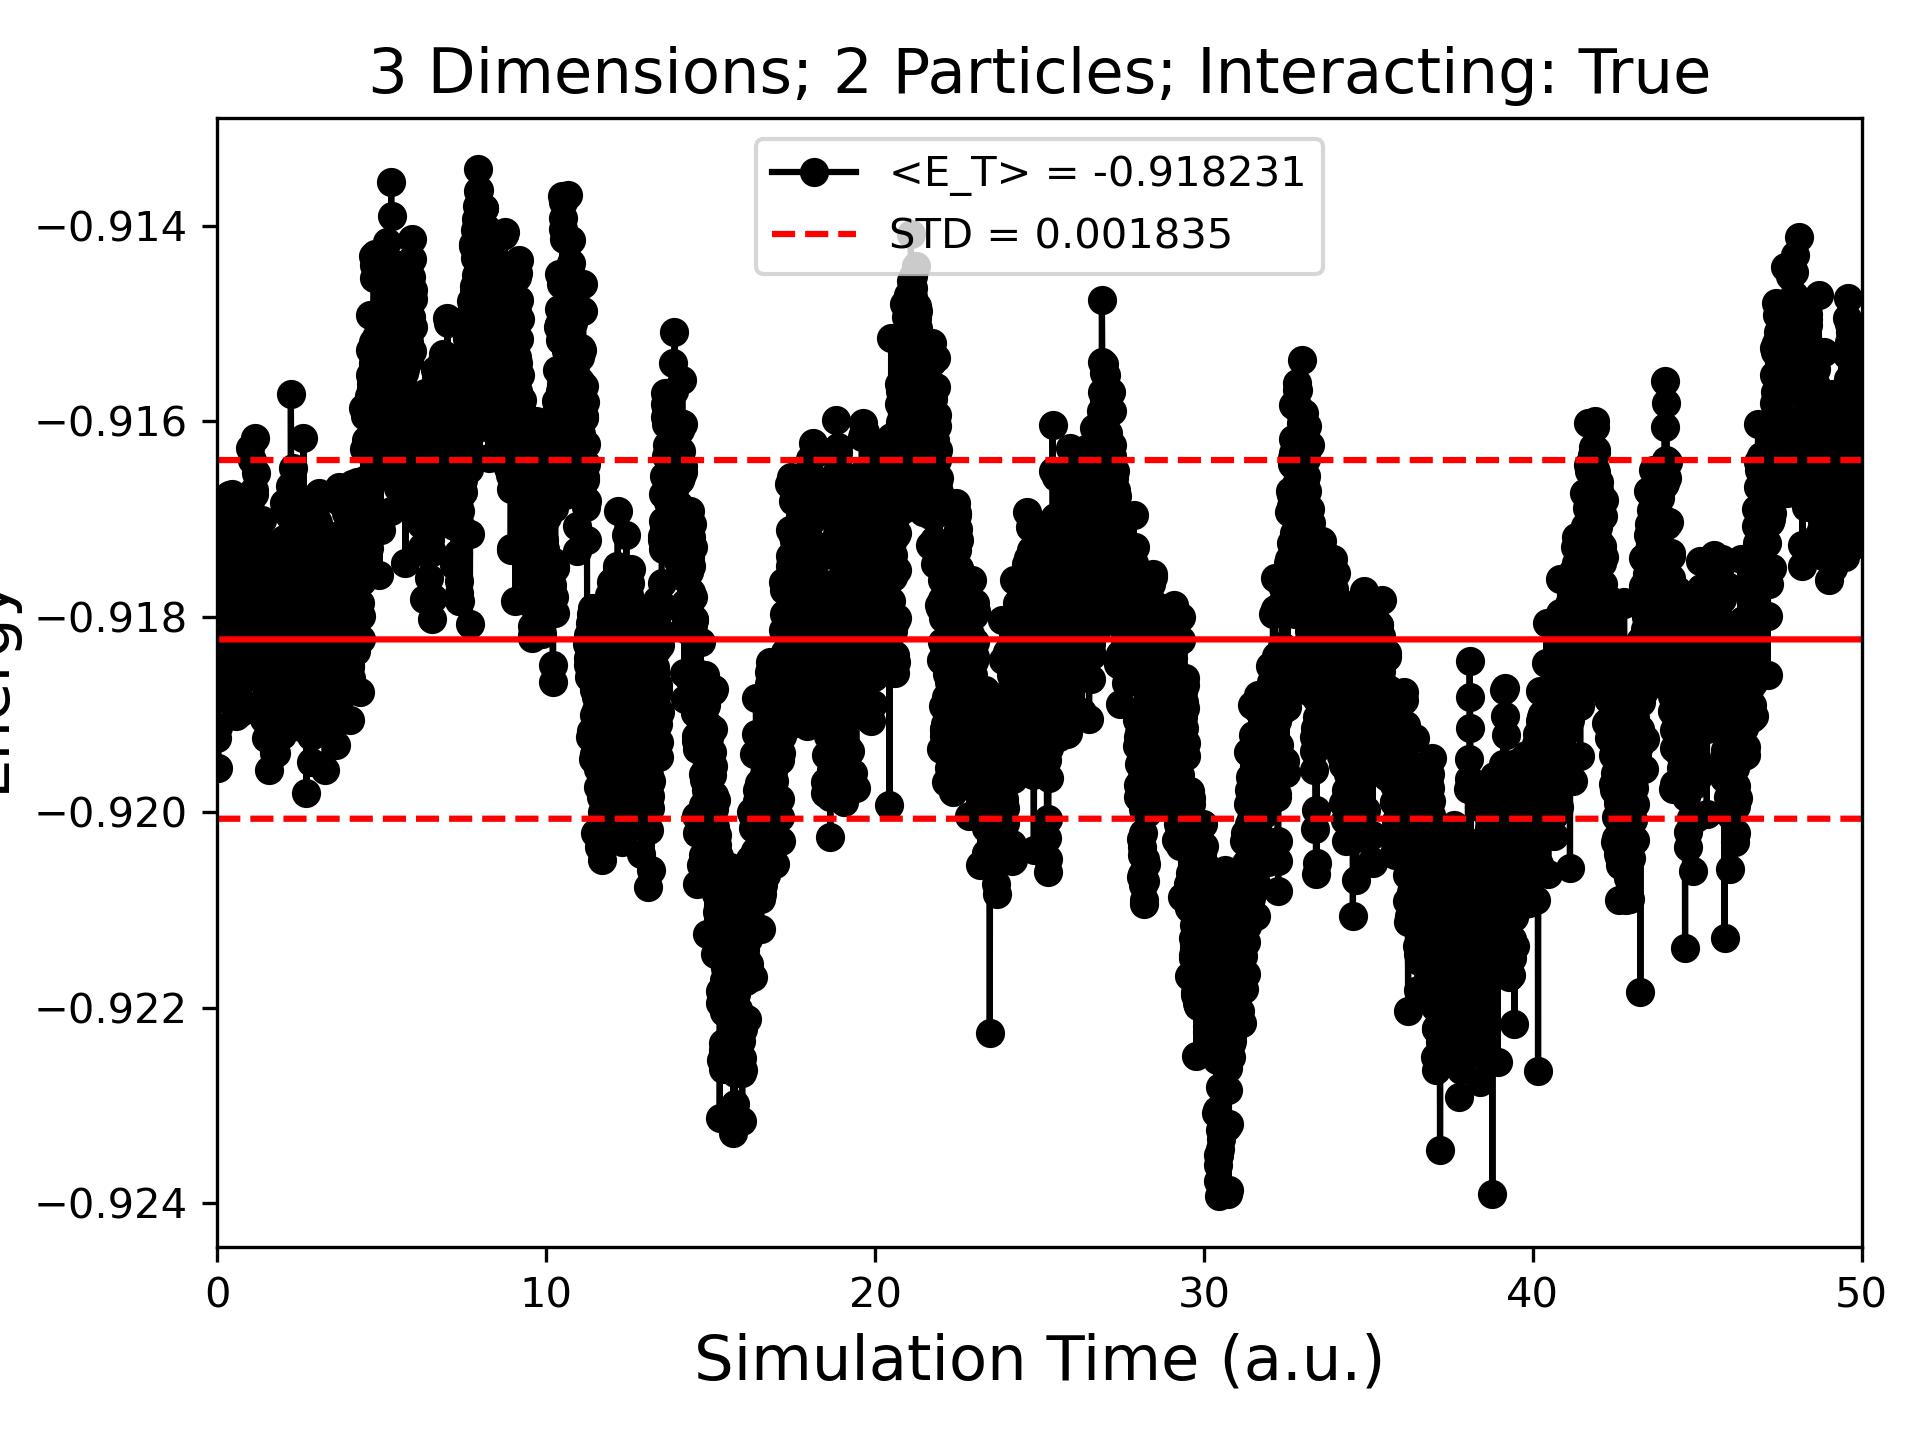 3 Dimensions; 2 Particles; Interacting: True
<E_T> = -0.918231
STD = 0.001835
−0.914
−0.916
−0.918
−0.920
−0.922
−0.924
Energy
0 10 20 30 40 50
Simulation Time (a.u.)